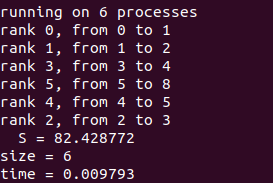 running on 6 processes
rank 0, from 0 to 1
rank 1, from 1 to 2
rank 3, from 3 to 4
rank 5, from 5 to 8
rank 4, from 4 to 5
rank 2, from 2 to 3
  S = 82.428772
size = 6
time = 0.009793